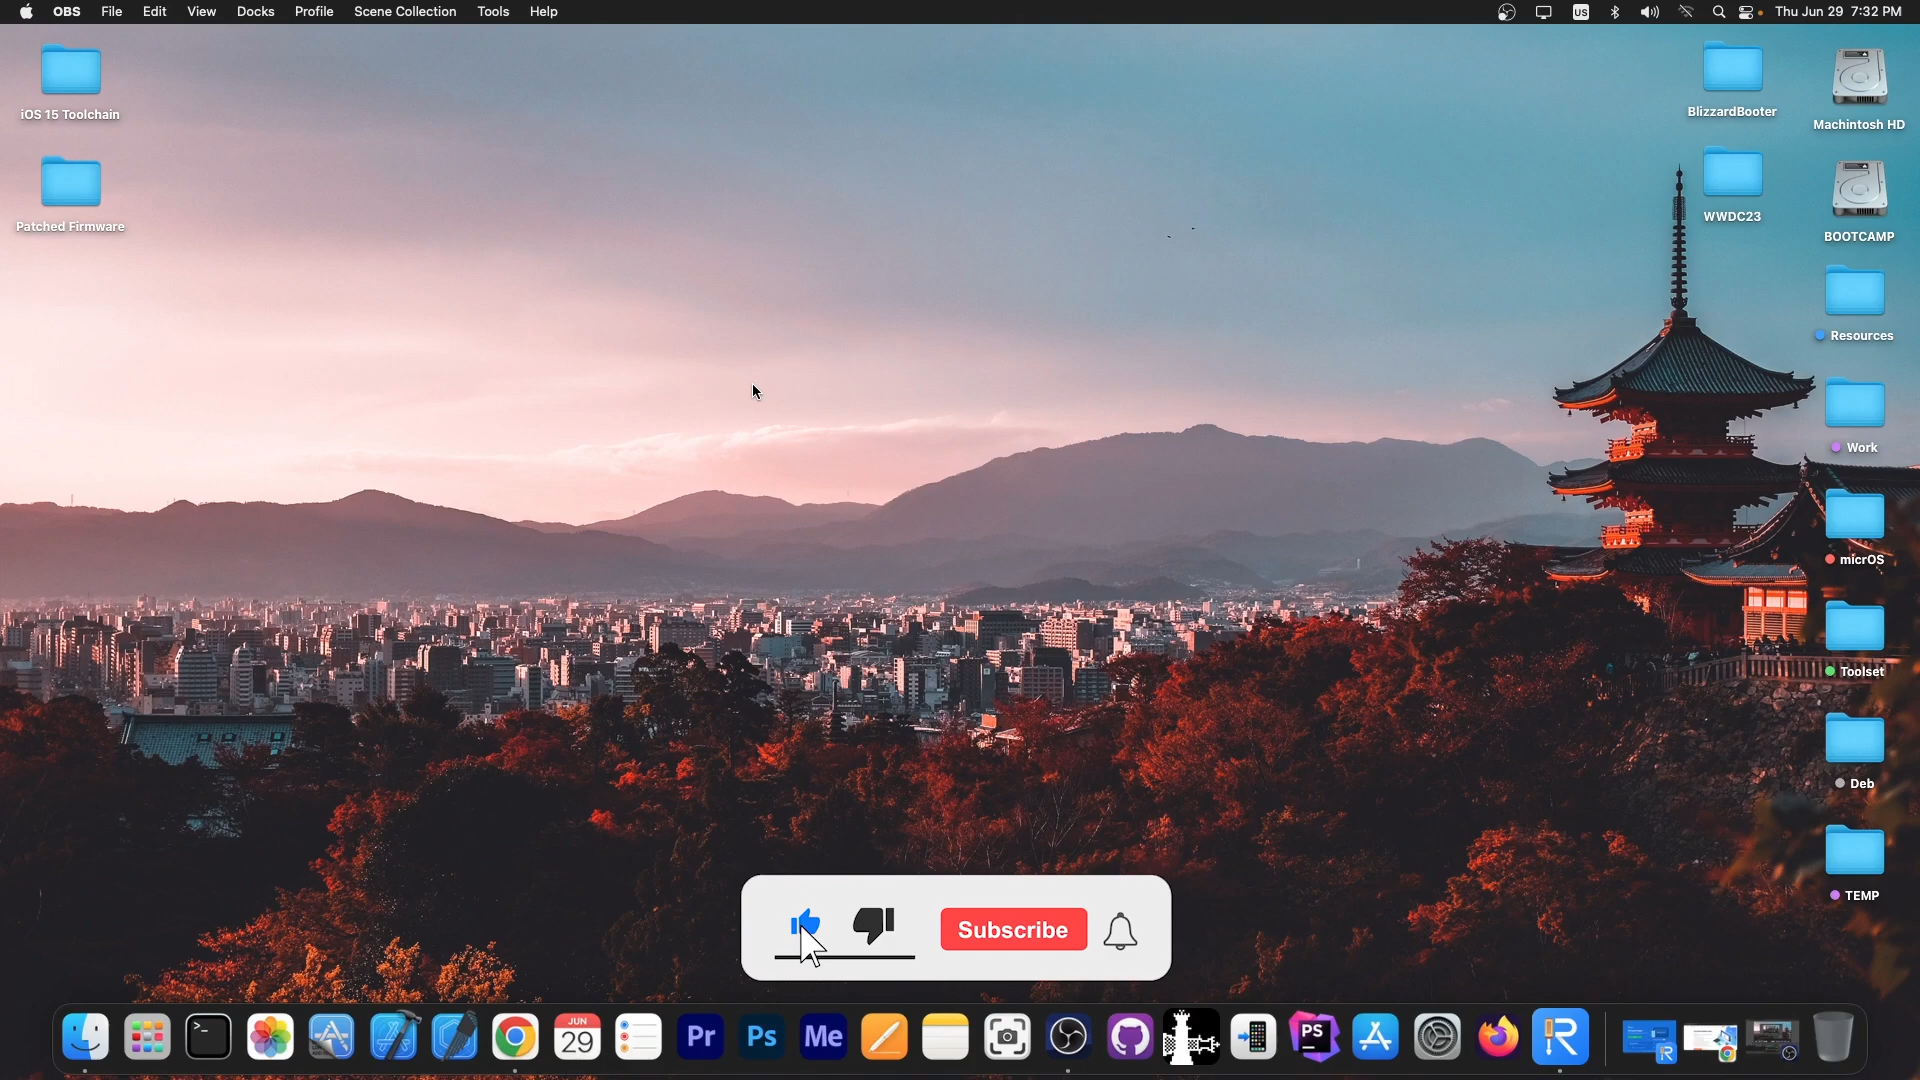 OBS File Edit View Docks Profile Scene Collection Tools Help US Thu Jun 29 7:32 PM
iOS 15 Toolchain
Patched Firmware
BlizzardBooter
Machintosh HD
WWDC23
BOOTCAMP
Resources
Work
micrOS
Toolset
Deb
TEMP
Subscribe
>_ JUN 29 Pr Ps Me PS